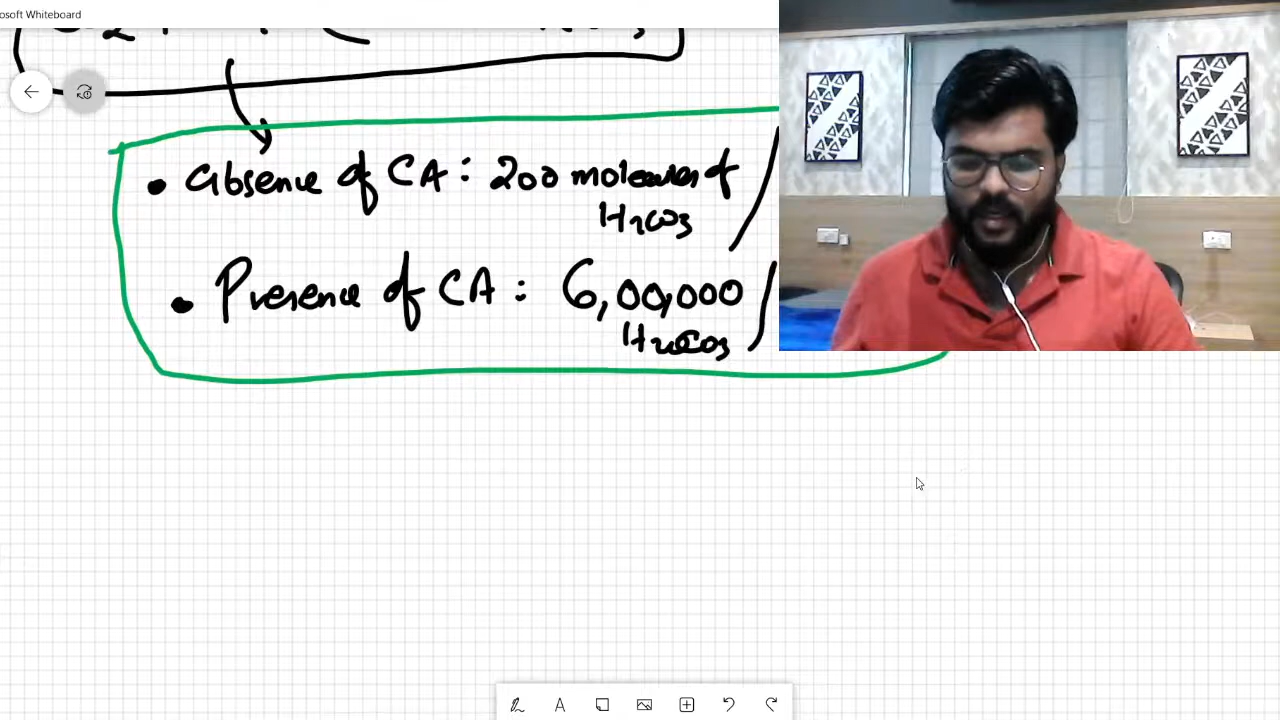 osoft Whiteboard
• Absence of CA : 200 molecules of /
H2CO3
• Presence of CA : 6,00,000 /
H2CO3
A